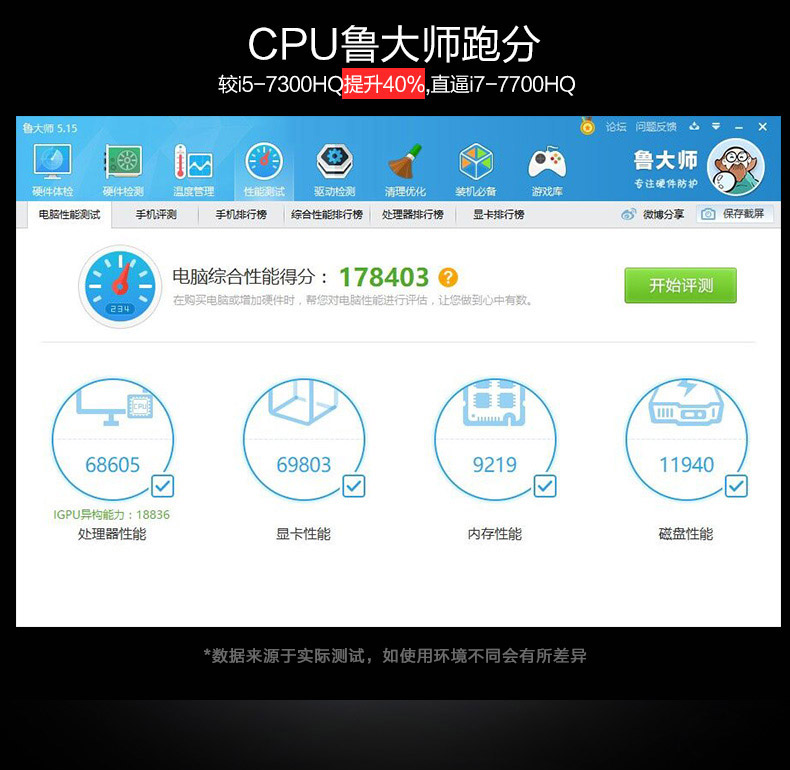 CPU鲁大师跑分
较i5-7300HQ提升40%,直逼i7-7700HQ
鲁大师 5.15
论坛 问题反馈
硬件体检 硬件检测 温度管理 性能测试 驱动检测 清理优化 装机必备 游戏库
鲁大师
专注硬件防护
电脑性能测试 手机评测 手机排行榜 综合性能排行榜 处理器排行榜 显卡排行榜 微博分享 保存截屏
电脑综合性能得分：178403 ?
在购买电脑或增加硬件时，帮您对电脑性能进行评估，让您做到心中有数。
开始评测
234
CPU
68605 69803 9219 11940
IGPU异构能力：18836
处理器性能 显卡性能 内存性能 磁盘性能
*数据来源于实际测试，如使用环境不同会有所差异